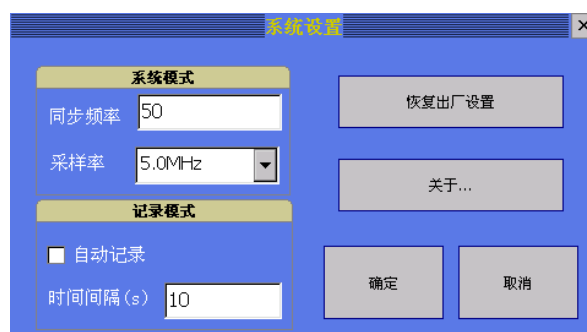 系统设置
系统模式
同步频率 50
采样率 5.0MHz
记录模式
自动记录
时间间隔(s) 10
恢复出厂设置
关于...
确定 取消